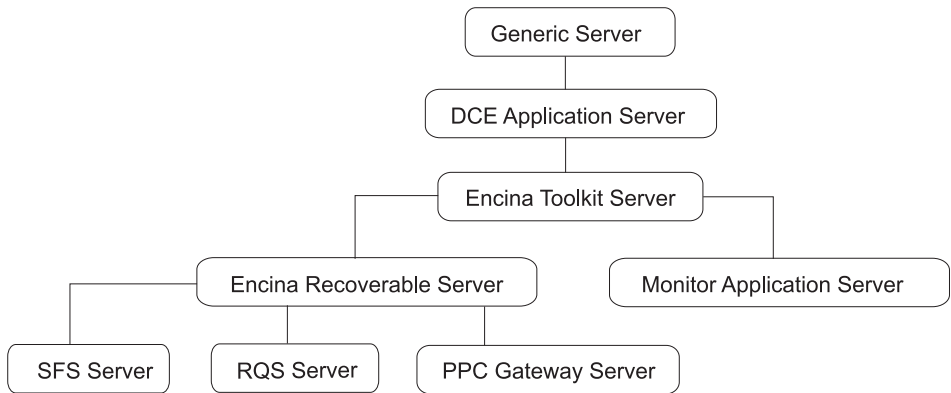 Generic Server
DCE Application Server
Encina Toolkit Server
Encina Recoverable Server
Monitor Application Server
SFS Server
RQS Server
PPC Gateway Server